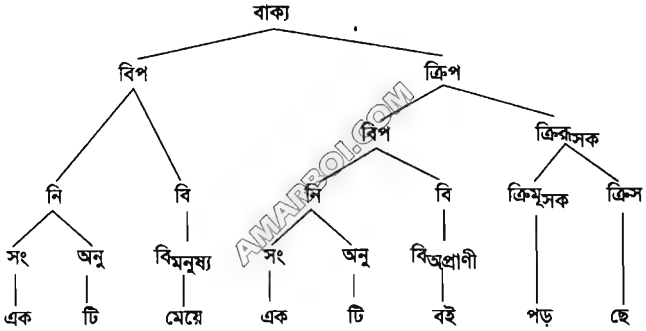 বাক্য
বিপ ক্রিপ
বিপ ক্রিরূসক
নি বি নি বি ক্রিমূসক ক্রিস
সং অনু বিমনুষ্য সং অনু বিঅপ্রাণী
এক টি মেয়ে এক টি বই পড় ছে
AMARBOI.COM